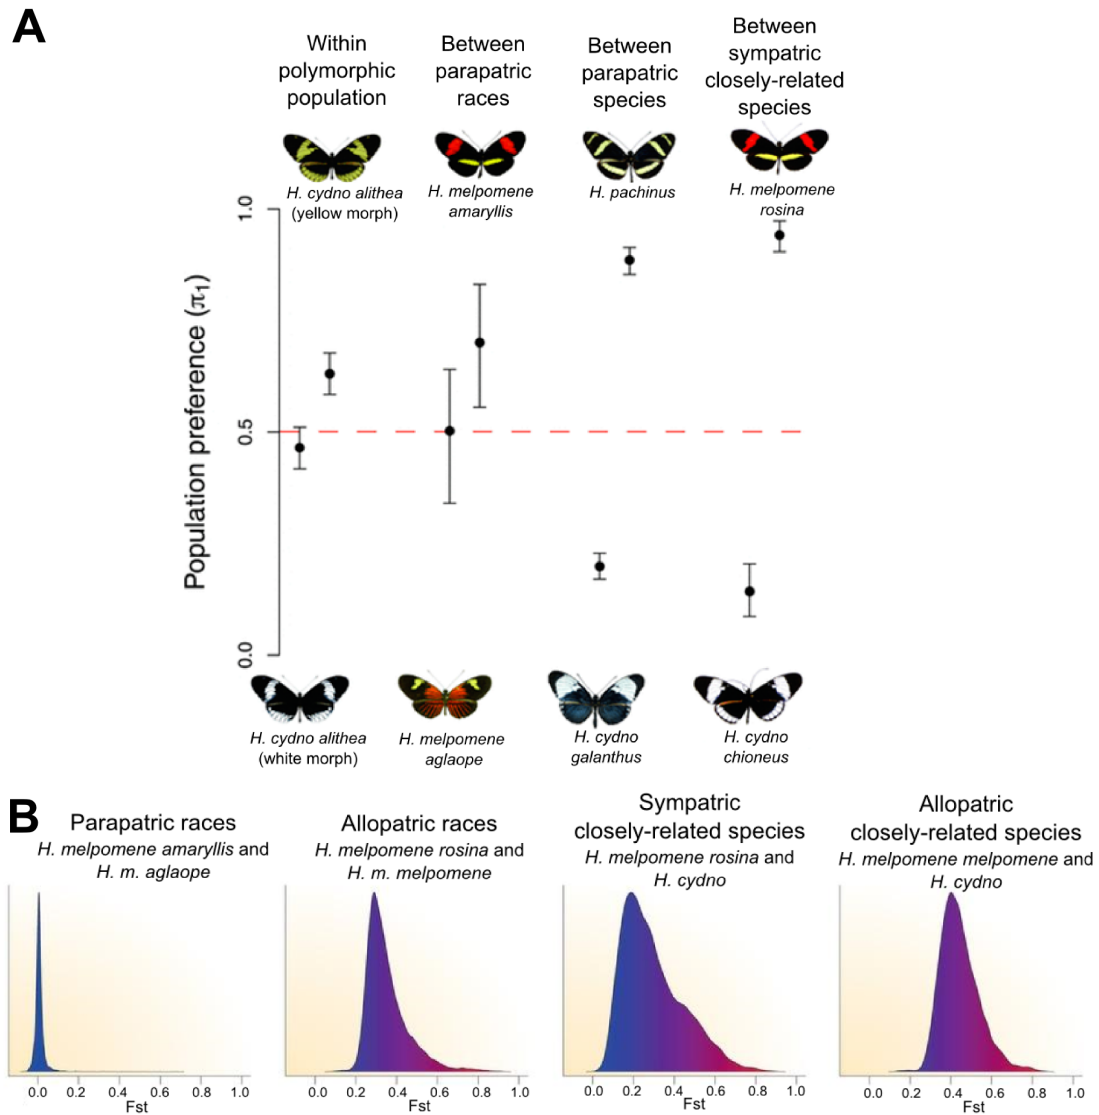 A
Within
polymorphic
population
Between
parapatric
races
Between
parapatric
species
Between
sympatric
closely-related
species
H. cydno alithea
(yellow morph)
H. melpomene
amaryllis
H. pachinus
H. melpomene
rosina
Population preference (π1)
1.0
0.5
0.0
H. cydno alithea
(white morph)
H. melpomene
aglaope
H. cydno
galanthus
H. cydno
chioneus
B
Parapatric races
H. melpomene amaryllis and
H. m. aglaope
0.0 0.2 0.4 0.6 0.8 1.0
Fst
Allopatric races
H. melpomene rosina and
H. m. melpomene
0.0 0.2 0.4 0.6 0.8 1.0
Fst
Sympatric
closely-related species
H. melpomene rosina and
H. cydno
0.0 0.2 0.4 0.6 0.8 1.0
Fst
Allopatric
closely-related species
H. melpomene melpomene and
H. cydno
0.0 0.2 0.4 0.6 0.8 1.0
Fst